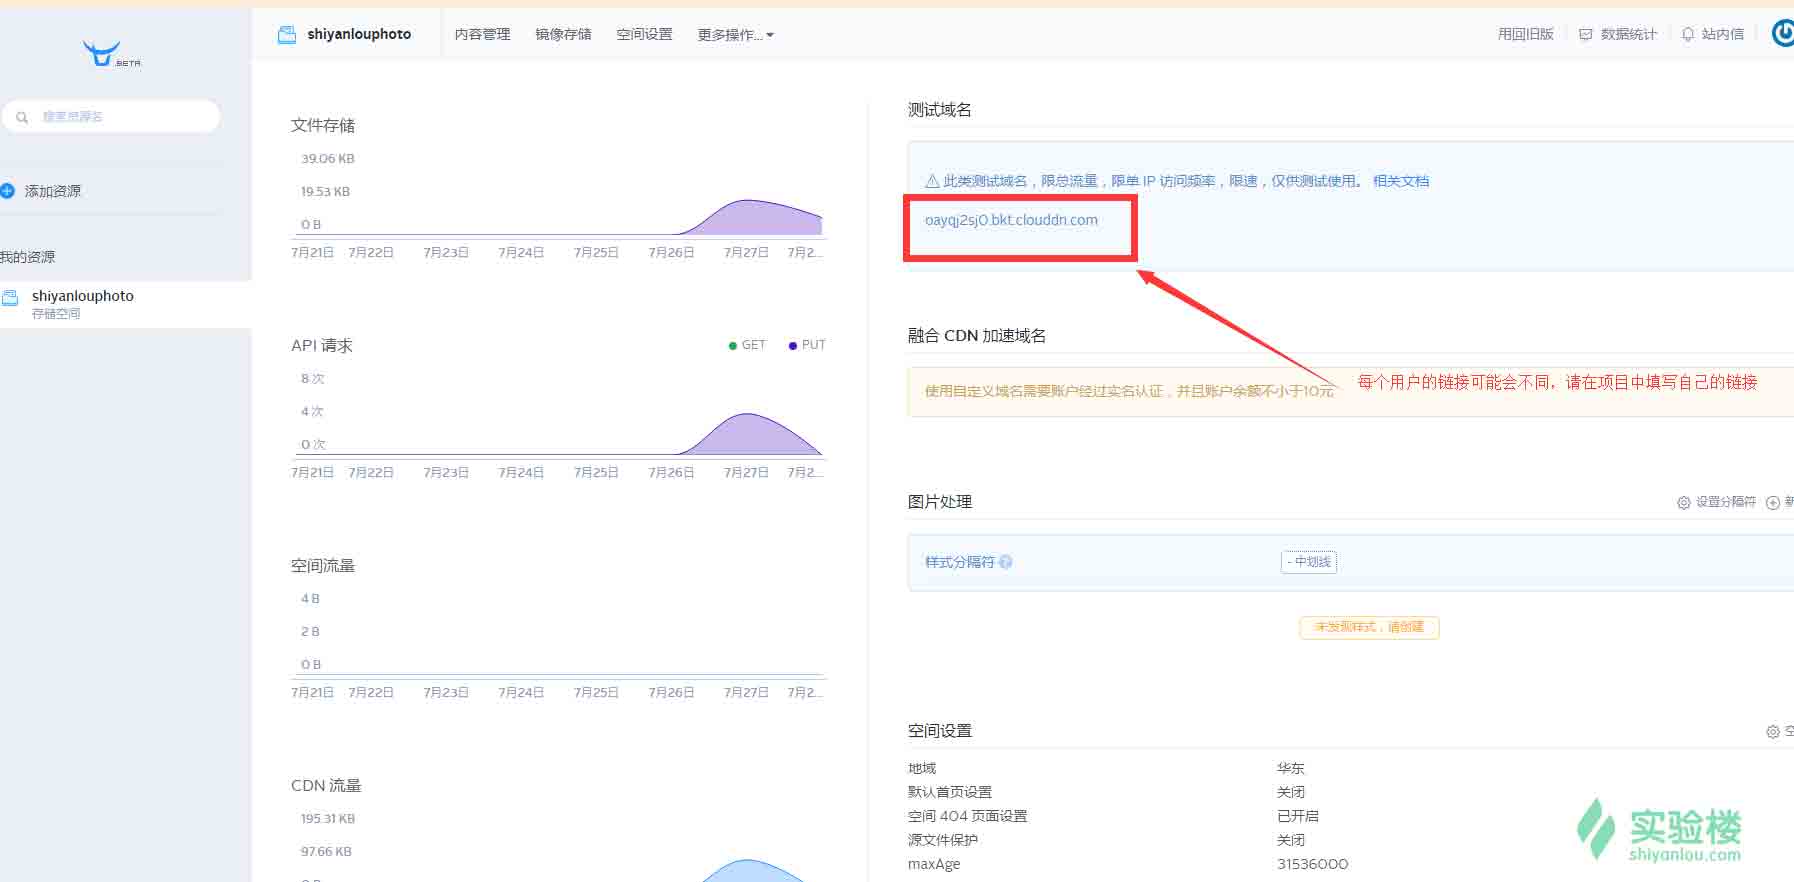 shiyanlouphoto
内容管理
镜像存储
空间设置
更多操作...
用回旧版
数据统计
站内信
.BETA
搜索资源名
添加资源
我的资源
shiyanlouphoto
存储空间
文件存储
39.06 KB
19.53 KB
0 B
7月21日 7月22日 7月23日 7月24日 7月25日 7月26日 7月27日 7月2...
API 请求
GET PUT
8 次
4 次
0 次
7月21日 7月22日 7月23日 7月24日 7月25日 7月26日 7月27日 7月2...
空间流量
4 B
2 B
0 B
7月21日 7月22日 7月23日 7月24日 7月25日 7月26日 7月27日 7月2...
CDN 流量
195.31 KB
97.66 KB
测试域名
此类测试域名，限总流量，限单 IP 访问频率，限速，仅供测试使用。 相关文档
oayqj2sj0.bkt.clouddn.com
融合 CDN 加速域名
使用自定义域名需要账户经过实名认证，并且账户余额不小于10元
每个用户的链接可能会不同，请在项目中填写自己的链接
图片处理
设置分隔符
样式分隔符
- 中划线
未发现样式，请创建
空间设置
地域 华东
默认首页设置 关闭
空间 404 页面设置 已开启
源文件保护 关闭
maxAge 31536000
实验楼
shiyanlou.com